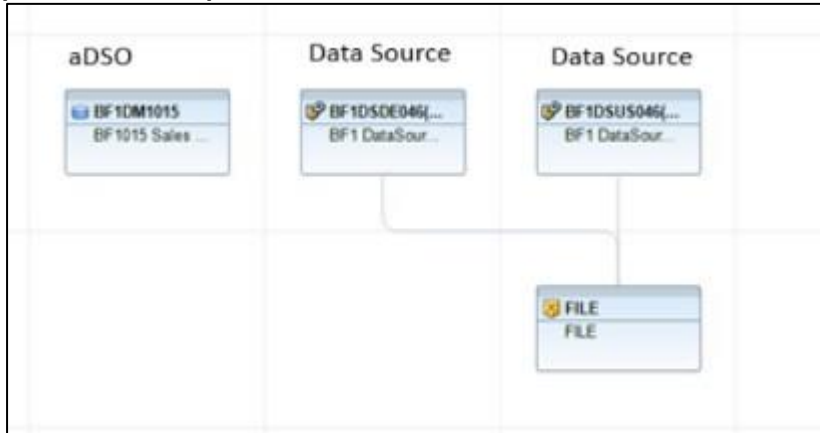 aDSO
Data Source
Data Source
BF1DM1015
BF1015 Sales ...
BF1DSDE046(...
BF1 DataSour...
BF1DSUS046(...
BF1 DataSour...
FILE
FILE